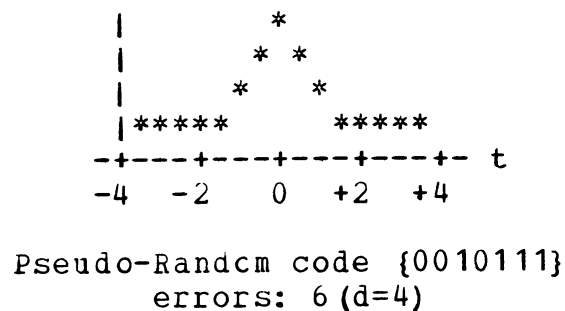 -4 -2 0 +2 +4 t
Pseudo-Randcm code {0010111}
errors: 6(d=4)